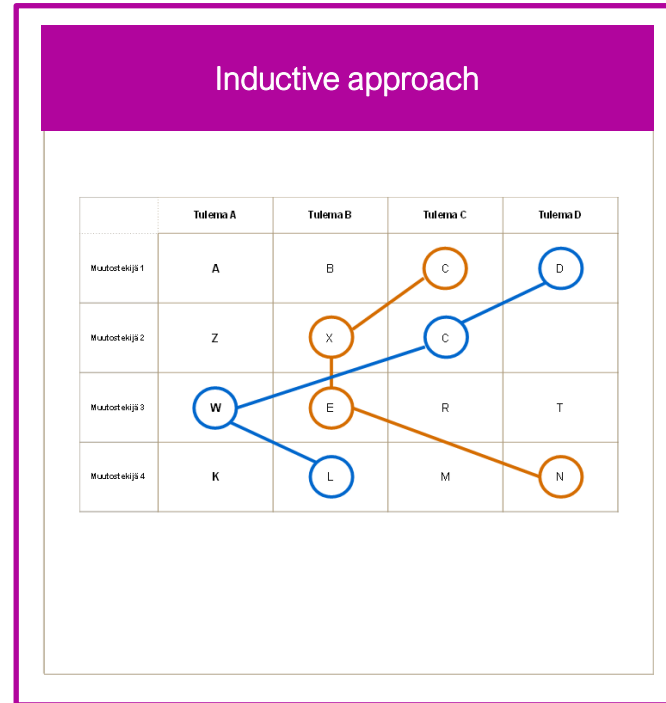 Inductive approach
Tulema A Tulema B Tulema C Tulema D
Muutostekijä 1 A B C D
Muutostekijä 2 Z X C
Muutostekijä 3 W E R T
Muutostekijä 4 K L M N